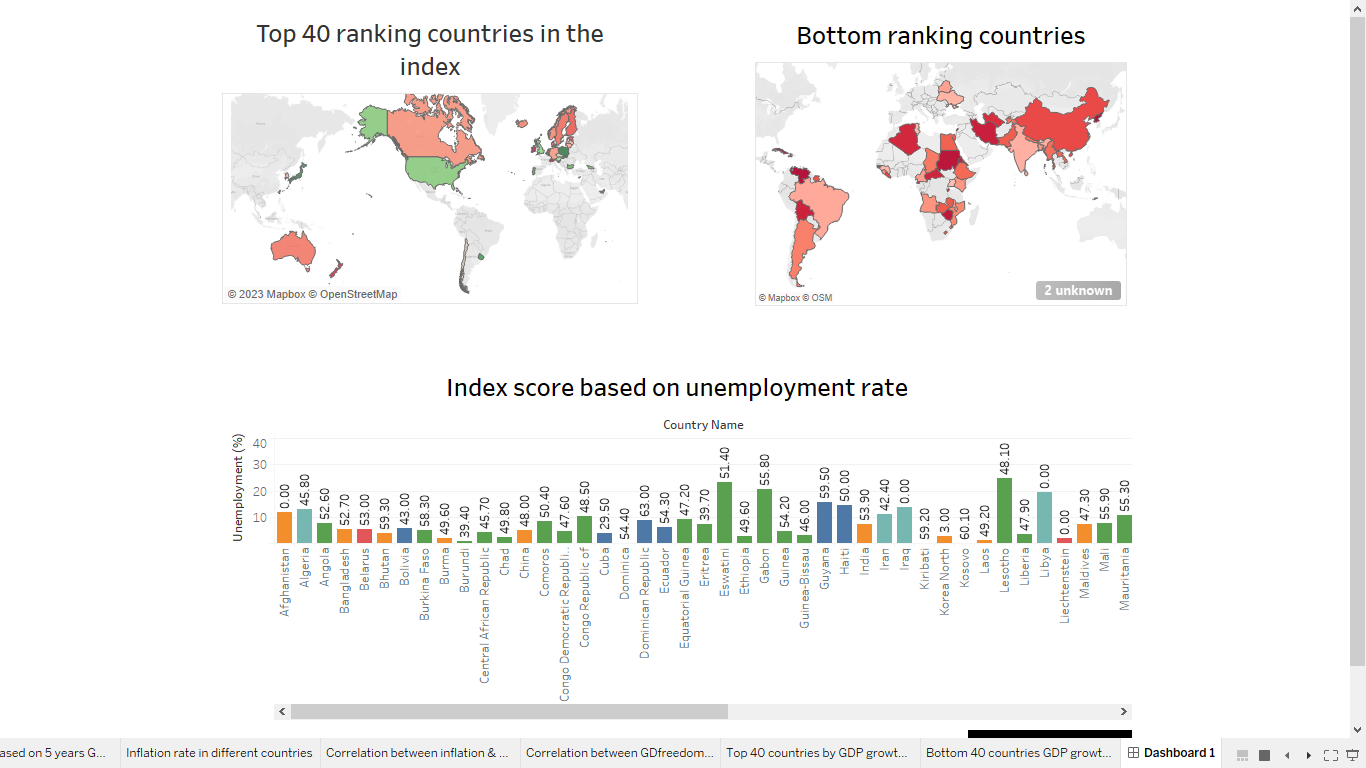 Top 40 ranking countries in the
index
Bottom ranking countries
© 2023 Mapbox © OpenStreetMap
© Mapbox © OSM
2 unknown
Index score based on unemployment rate
Country Name
Unemployment (%)
40
30
20
10
0.00
45.80
52.60
52.70
53.00
59.30
43.00
58.30
49.60
39.40
45.70
49.80
48.00
50.40
47.60
48.50
29.50
54.40
63.00
54.30
47.20
39.70
51.40
49.60
55.80
54.20
46.00
59.50
50.00
53.90
42.40
0.00
59.20
3.00
60.10
49.20
48.10
47.90
0.00
0.00
47.30
55.90
55.30
Afghanistan
Algeria
Angola
Bangladesh
Belarus
Bhutan
Bolivia
Burkina Faso
Burma
Burundi
Central African Republic
Chad
China
Comoros
Congo Democratic Republi..
Congo Republic of
Cuba
Dominica
Dominican Republic
Ecuador
Equatorial Guinea
Eritrea
Eswatini
Ethiopia
Gabon
Guinea
Guinea-Bissau
Guyana
Haiti
India
Iran
Iraq
Kiribati
Korea North
Kosovo
Laos
Lesotho
Liberia
Libya
Liechtenstein
Maldives
Mali
Mauritania
ased on 5 years G...
Inflation rate in different countries
Correlation between inflation & ...
Correlation between GDfreedom...
Top 40 countries by GDP growt...
Bottom 40 countries GDP growt...
Dashboard 1